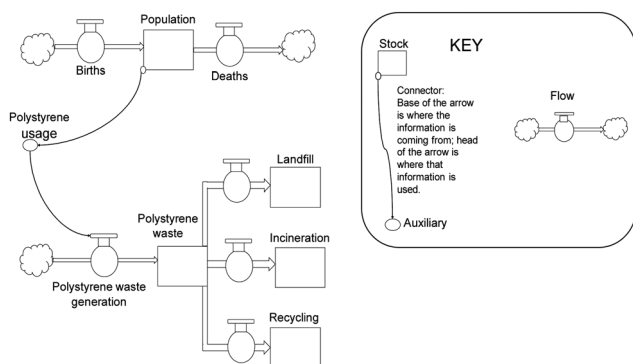 Population
Births
Deaths
Polystyrene
usage
Landfill
Polystyrene
waste
Incineration
Polystyrene waste
generation
Recycling
KEY
Stock
Connector:
Base of the arrow
is where the
information is
coming from; head
of the arrow is
where that
information is
used.
Flow
Auxiliary